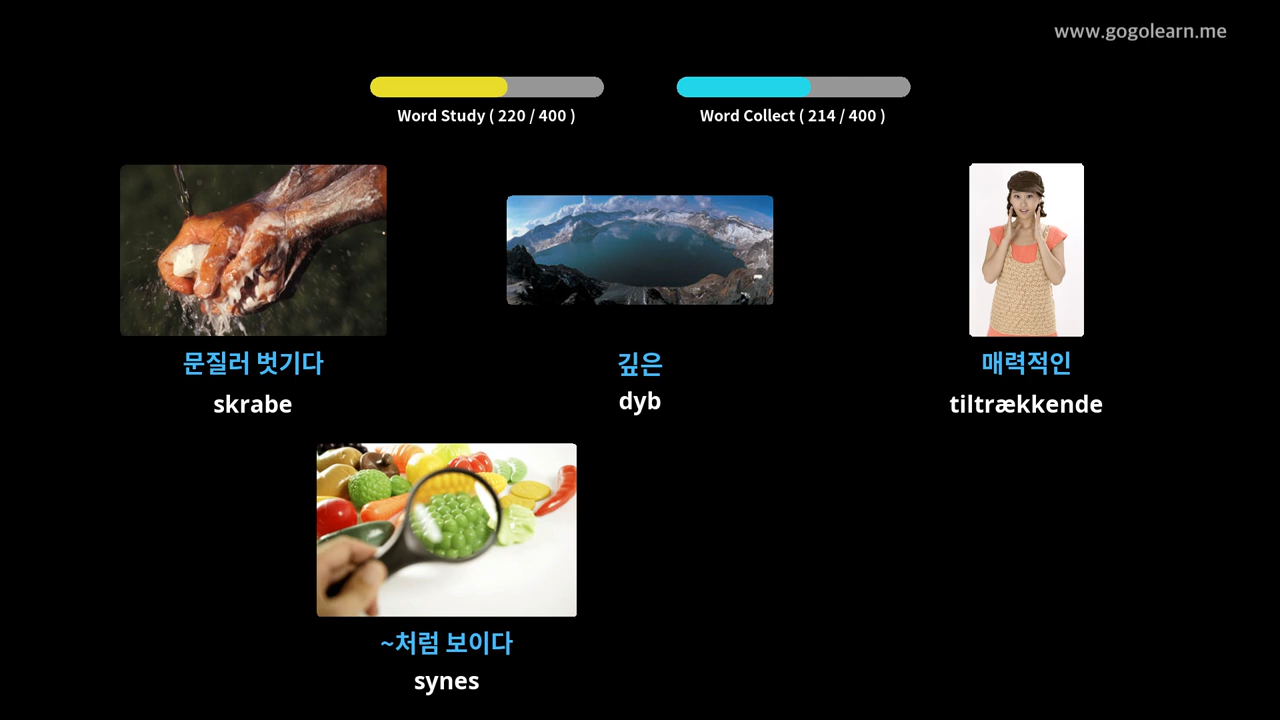 www.gogolearn.me
Word Study ( 220 / 400 )
Word Collect ( 214 / 400 )
문질러 벗기다
skrabe
깊은
dyb
매력적인
tiltrækkende
~처럼 보이다
synes